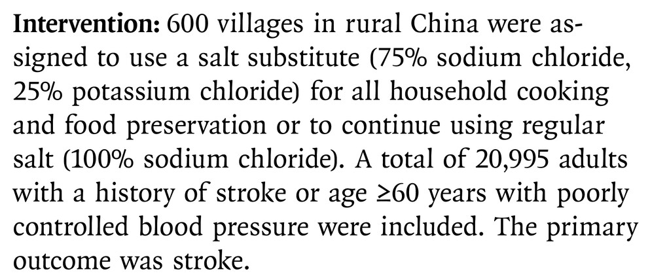 Intervention: 600 villages in rural China were as-
signed to use a salt substitute (75% sodium chloride,
25% potassium chloride) for all household cooking
and food preservation or to continue using regular
salt (100% sodium chloride). A total of 20,995 adults
with a history of stroke or age ≥60 years with poorly
controlled blood pressure were included. The primary
outcome was stroke.